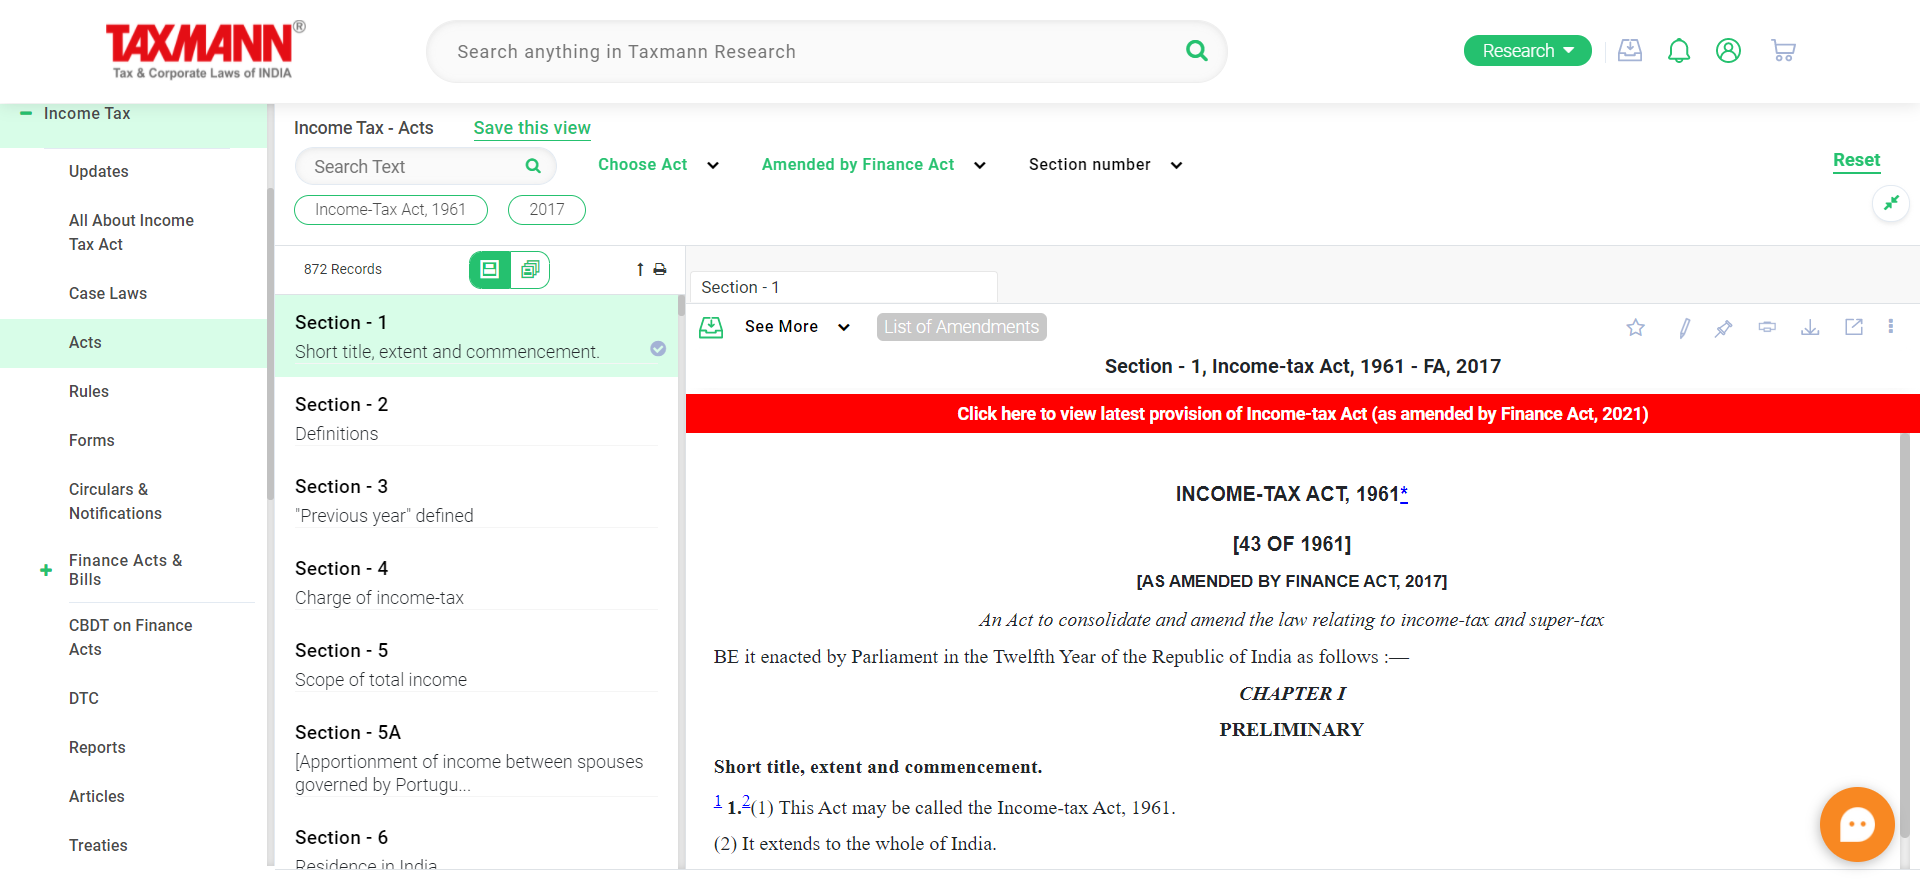 TAXMANN®
Tax & Corporate Laws of INDIA
Search anything in Taxmann Research
Research
Income Tax
Updates
All About Income
Tax Act
Case Laws
Acts
Rules
Forms
Circulars &
Notifications
Finance Acts &
Bills
CBDT on Finance
Acts
DTC
Reports
Articles
Treaties
Income Tax - Acts
Save this view
Search Text
Choose Act
Amended by Finance Act
Section number
Reset
Income-Tax Act, 1961
2017
872 Records
Section - 1
Short title, extent and commencement.
Section - 2
Definitions
Section - 3
"Previous year" defined
Section - 4
Charge of income-tax
Section - 5
Scope of total income
Section - 5A
[Apportionment of income between spouses
governed by Portugu...
Section - 6
Residence in India
Section - 1
See More
List of Amendments
Section - 1, Income-tax Act, 1961 - FA, 2017
Click here to view latest provision of Income-tax Act (as amended by Finance Act, 2021)
INCOME-TAX ACT, 1961*
[43 OF 1961]
[AS AMENDED BY FINANCE ACT, 2017]
An Act to consolidate and amend the law relating to income-tax and super-tax
BE it enacted by Parliament in the Twelfth Year of the Republic of India as follows :—
CHAPTER I
PRELIMINARY
Short title, extent and commencement.
1 1.2(1) This Act may be called the Income-tax Act, 1961.
(2) It extends to the whole of India.